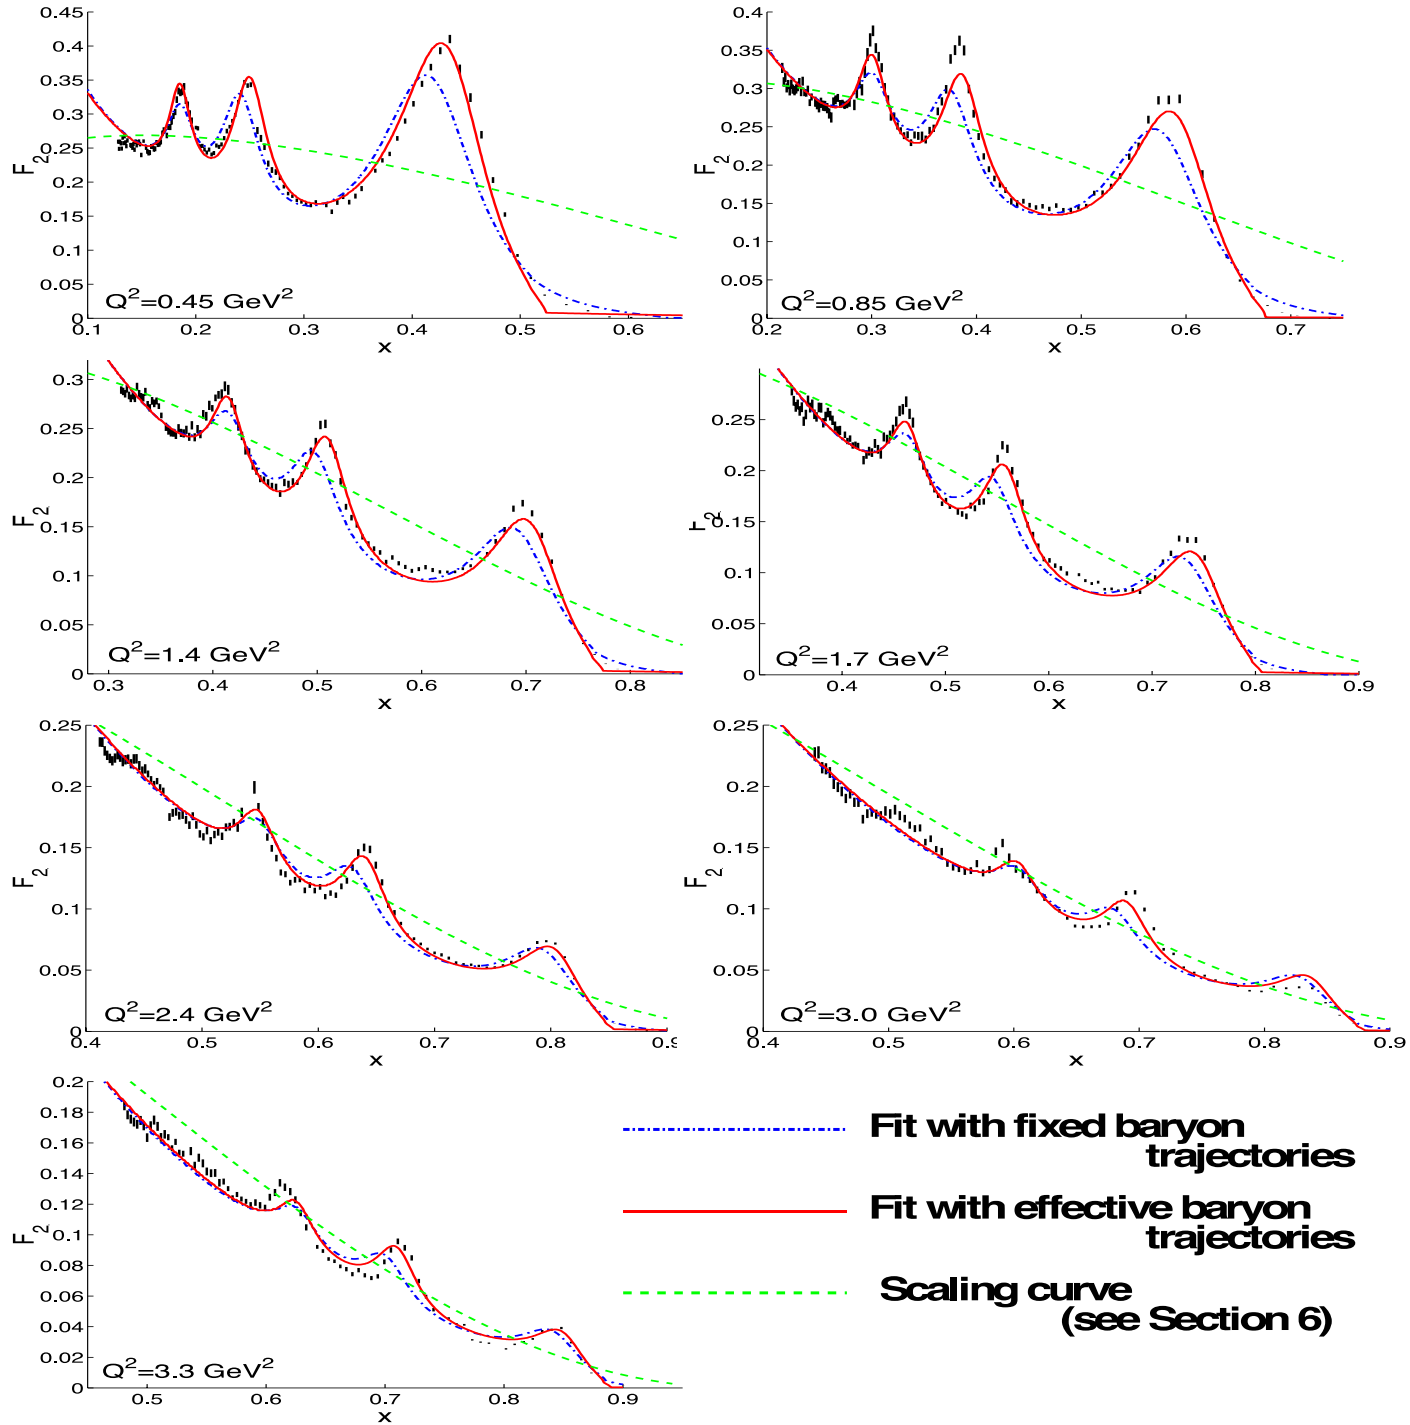 0.45
0.4
0.35
0.3
0.25
0.2
0.15
0.1
0.05
0
F2
Q2=0.45 GeV2
0.1 0.2 0.3 0.4 0.5 0.6
x
0.4
0.35
0.3
0.25
0.2
0.15
0.1
0.05
0
F2
Q2=0.85 GeV2
0.2 0.3 0.4 0.5 0.6 0.7
x
0.3
0.25
0.2
0.15
0.1
0.05
0
F2
Q2=1.4 GeV2
0.3 0.4 0.5 0.6 0.7 0.8
x
0.3
0.25
0.2
0.15
0.1
0.05
0
F2
Q2=1.7 GeV2
0.4 0.5 0.6 0.7 0.8 0.9
x
0.25
0.2
0.15
0.1
0.05
0
F2
Q2=2.4 GeV2
0.4 0.5 0.6 0.7 0.8 0.9
x
0.25
0.2
0.15
0.1
0.05
0
F2
Q2=3.0 GeV2
0.4 0.5 0.6 0.7 0.8 0.9
x
0.2
0.18
0.16
0.14
0.12
0.1
0.08
0.06
0.04
0.02
0
F2
Q2=3.3 GeV2
0.5 0.6 0.7 0.8 0.9
x
Fit with fixed baryon
trajectories
Fit with effective baryon
trajectories
Scaling curve
(see Section 6)